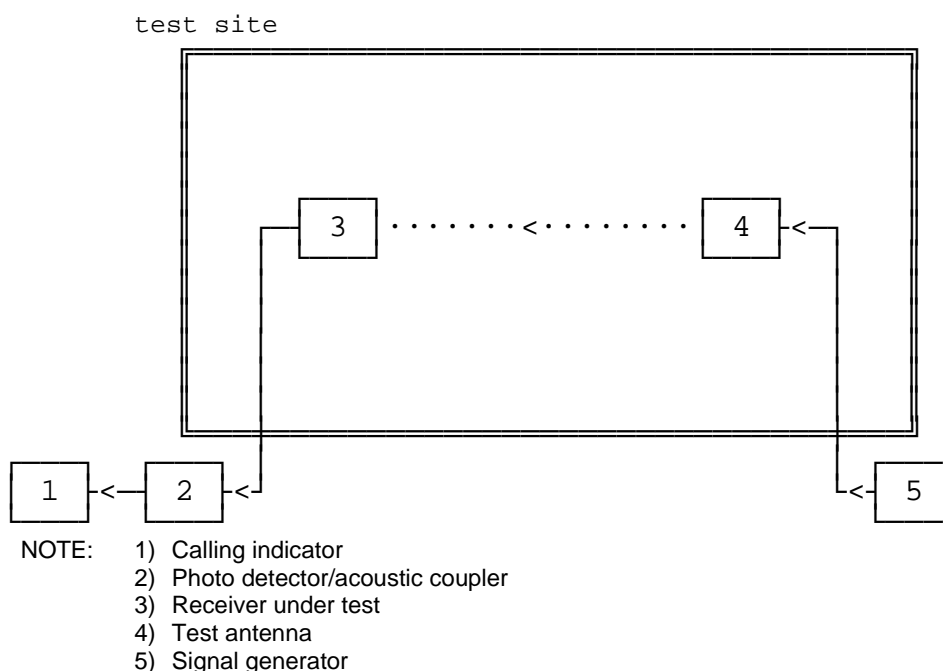 test site
3
4
1
2
5
NOTE: 1) Calling indicator
2) Photo detector/acoustic coupler
3) Receiver under test
4) Test antenna
5) Signal generator